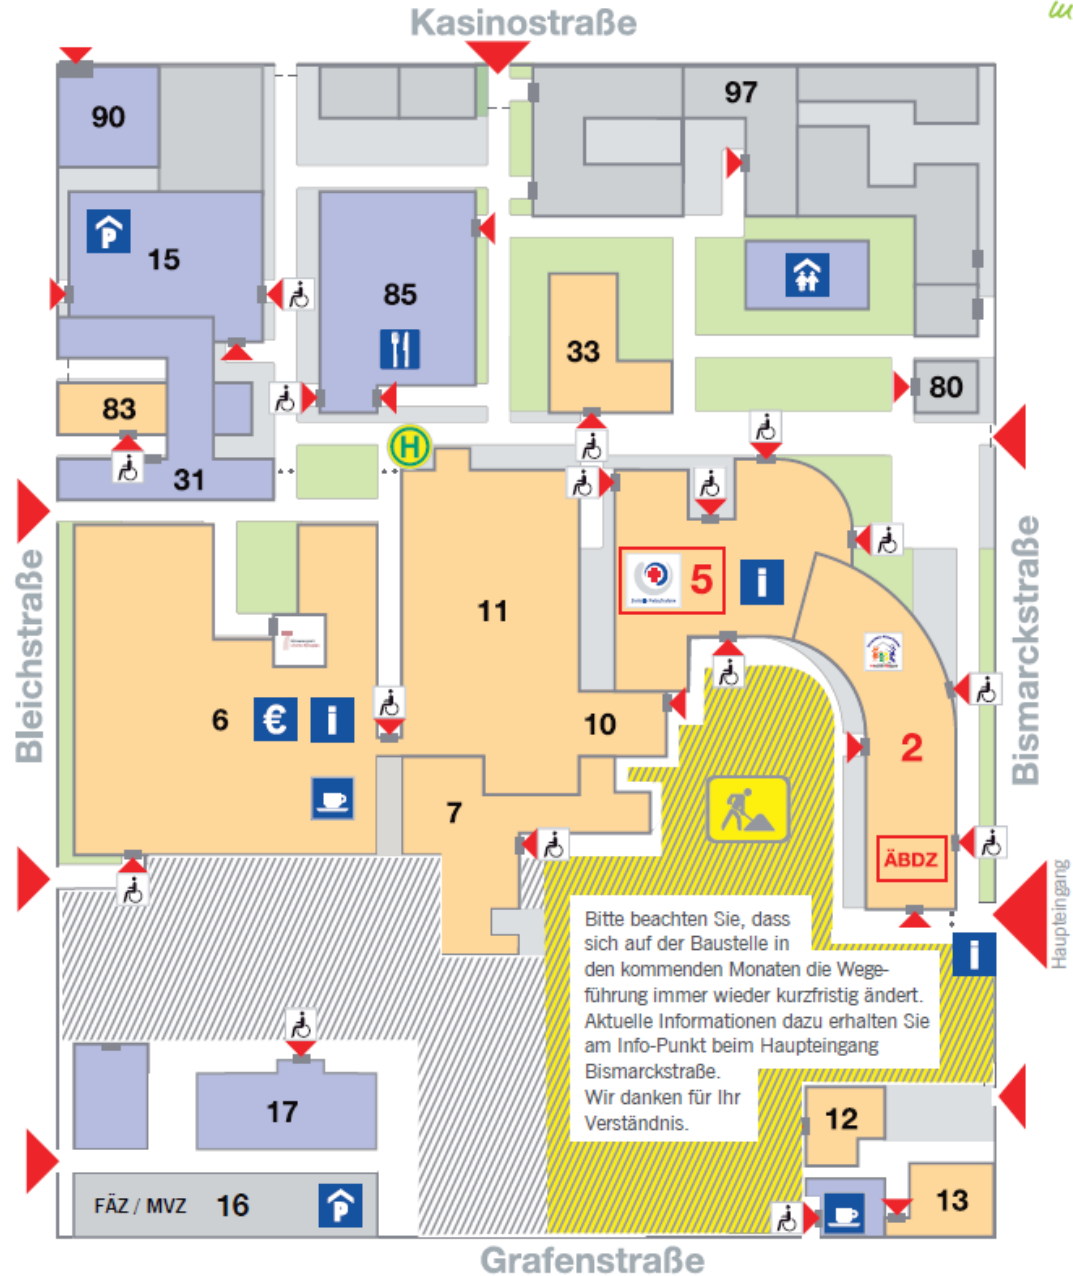 Kasinostraße
90
97
15
85
33
80
83
31
H
Bleichstraße
Bismarckstraße
5
i
11
6
€
i
10
2
7
ÄBDZ
Haupteingang
i
Bitte beachten Sie, dass
sich auf der Baustelle in
den kommenden Monaten die Wege-
führung immer wieder kurzfristig ändert.
Aktuelle Informationen dazu erhalten Sie
am Info-Punkt beim Haupteingang
Bismarckstraße.
Wir danken für Ihr
Verständnis.
P
17
12
FÄZ / MVZ 16
P
13
Grafenstraße